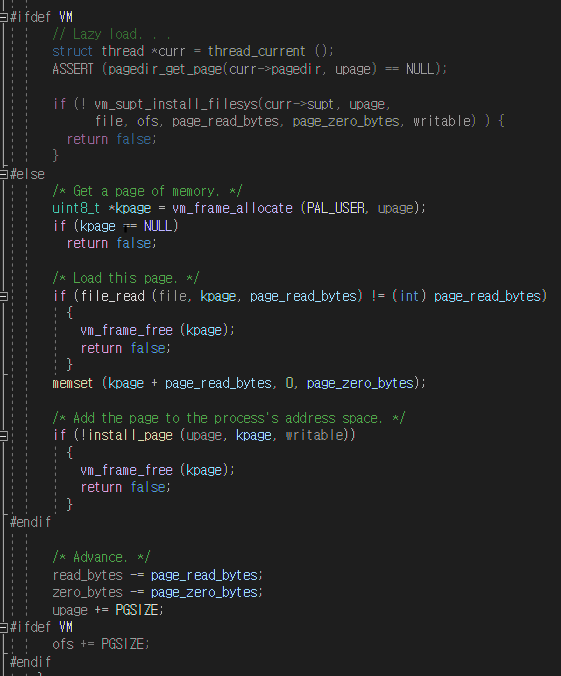 #ifdef VM
// Lazy load. . .
struct thread *curr = thread_current ();
ASSERT (pagedir_get_page(curr->pagedir, upage) == NULL);
if (! vm_supt_install_filesys(curr->supt, upage,
file, ofs, page_read_bytes, page_zero_bytes, writable) ) {
return false;
}
#else
/* Get a page of memory. */
uint8_t *kpage = vm_frame_allocate (PAL_USER, upage);
if (kpage == NULL)
return false;
/* Load this page. */
if (file_read (file, kpage, page_read_bytes) != (int) page_read_bytes)
{
vm_frame_free (kpage);
return false;
}
memset (kpage + page_read_bytes, 0, page_zero_bytes);
/* Add the page to the process's address space. */
if (!install_page (upage, kpage, writable))
{
vm_frame_free (kpage);
return false;
}
#endif
/* Advance. */
read_bytes -= page_read_bytes;
zero_bytes -= page_zero_bytes;
upage += PGSIZE;
#ifdef VM
ofs += PGSIZE;
#endif